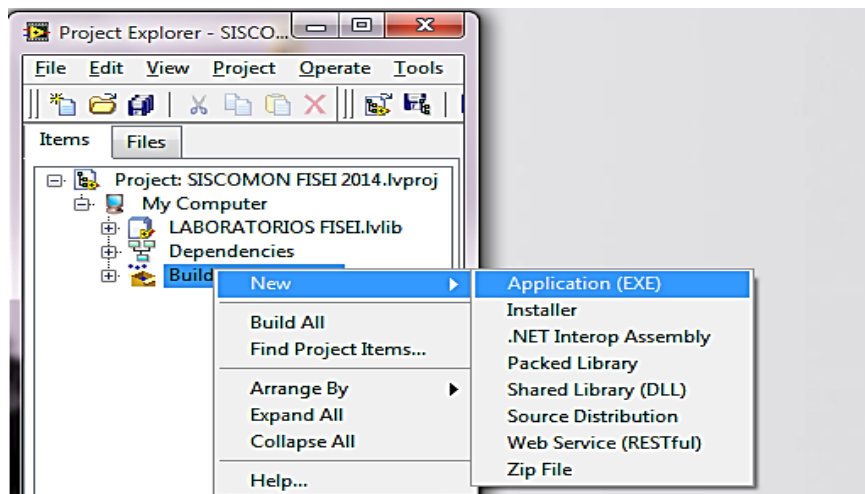 Project Explorer - SISCO...
File Edit View Project Operate Tools
Items Files
Project: SISCOMON FISEI 2014.lvproj
My Computer
LABORATORIOS FISEI.lvlib
Dependencies
Build
New
Build All
Find Project Items...
Arrange By
Expand All
Collapse All
Help...
Application (EXE)
Installer
.NET Interop Assembly
Packed Library
Shared Library (DLL)
Source Distribution
Web Service (RESTful)
Zip File